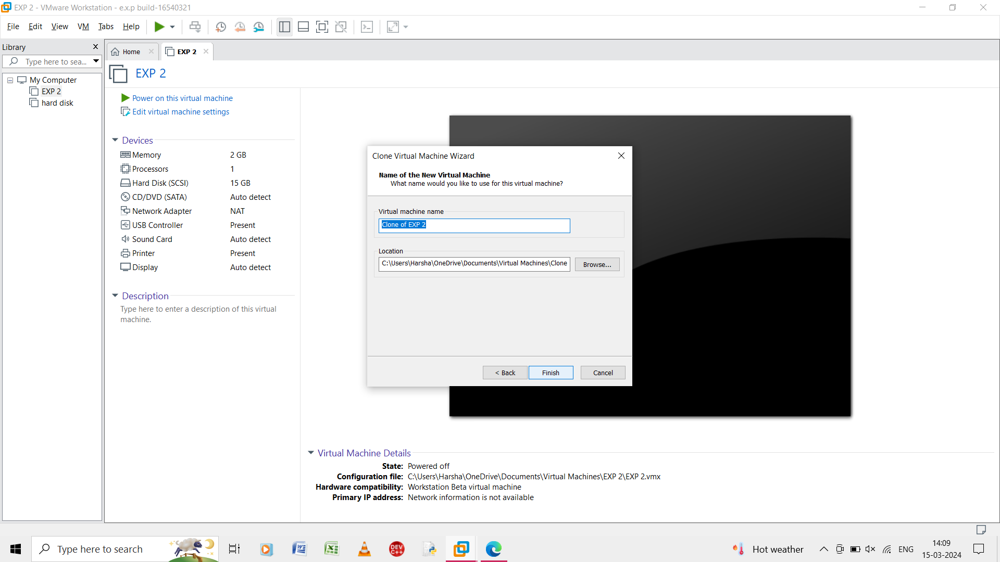 EXP 2 - VMware Workstation - e.x.p build-16540321
File Edit View VM Tabs Help
Library
Type here to sea...
My Computer
EXP 2
hard disk
Home
EXP 2
EXP 2
Power on this virtual machine
Edit virtual machine settings
Devices
Memory 2 GB
Processors 1
Hard Disk (SCSI) 15 GB
CD/DVD (SATA) Auto detect
Network Adapter NAT
USB Controller Present
Sound Card Auto detect
Printer Present
Display Auto detect
Description
Type here to enter a description of this virtual
machine.
Clone Virtual Machine Wizard
Name of the New Virtual Machine
What name would you like to use for this virtual machine?
Virtual machine name
Clone of EXP 2
Location
C:\Users\Harsha\OneDrive\Documents\Virtual Machines\Clone
Browse...
< Back
Finish
Cancel
Virtual Machine Details
State: Powered off
Configuration file: C:\Users\Harsha\OneDrive\Documents\Virtual Machines\EXP 2\EXP 2.vmx
Hardware compatibility: Workstation Beta virtual machine
Primary IP address: Network information is not available
Type here to search
DEV
C++
Hot weather
ENG
14:09
15-03-2024